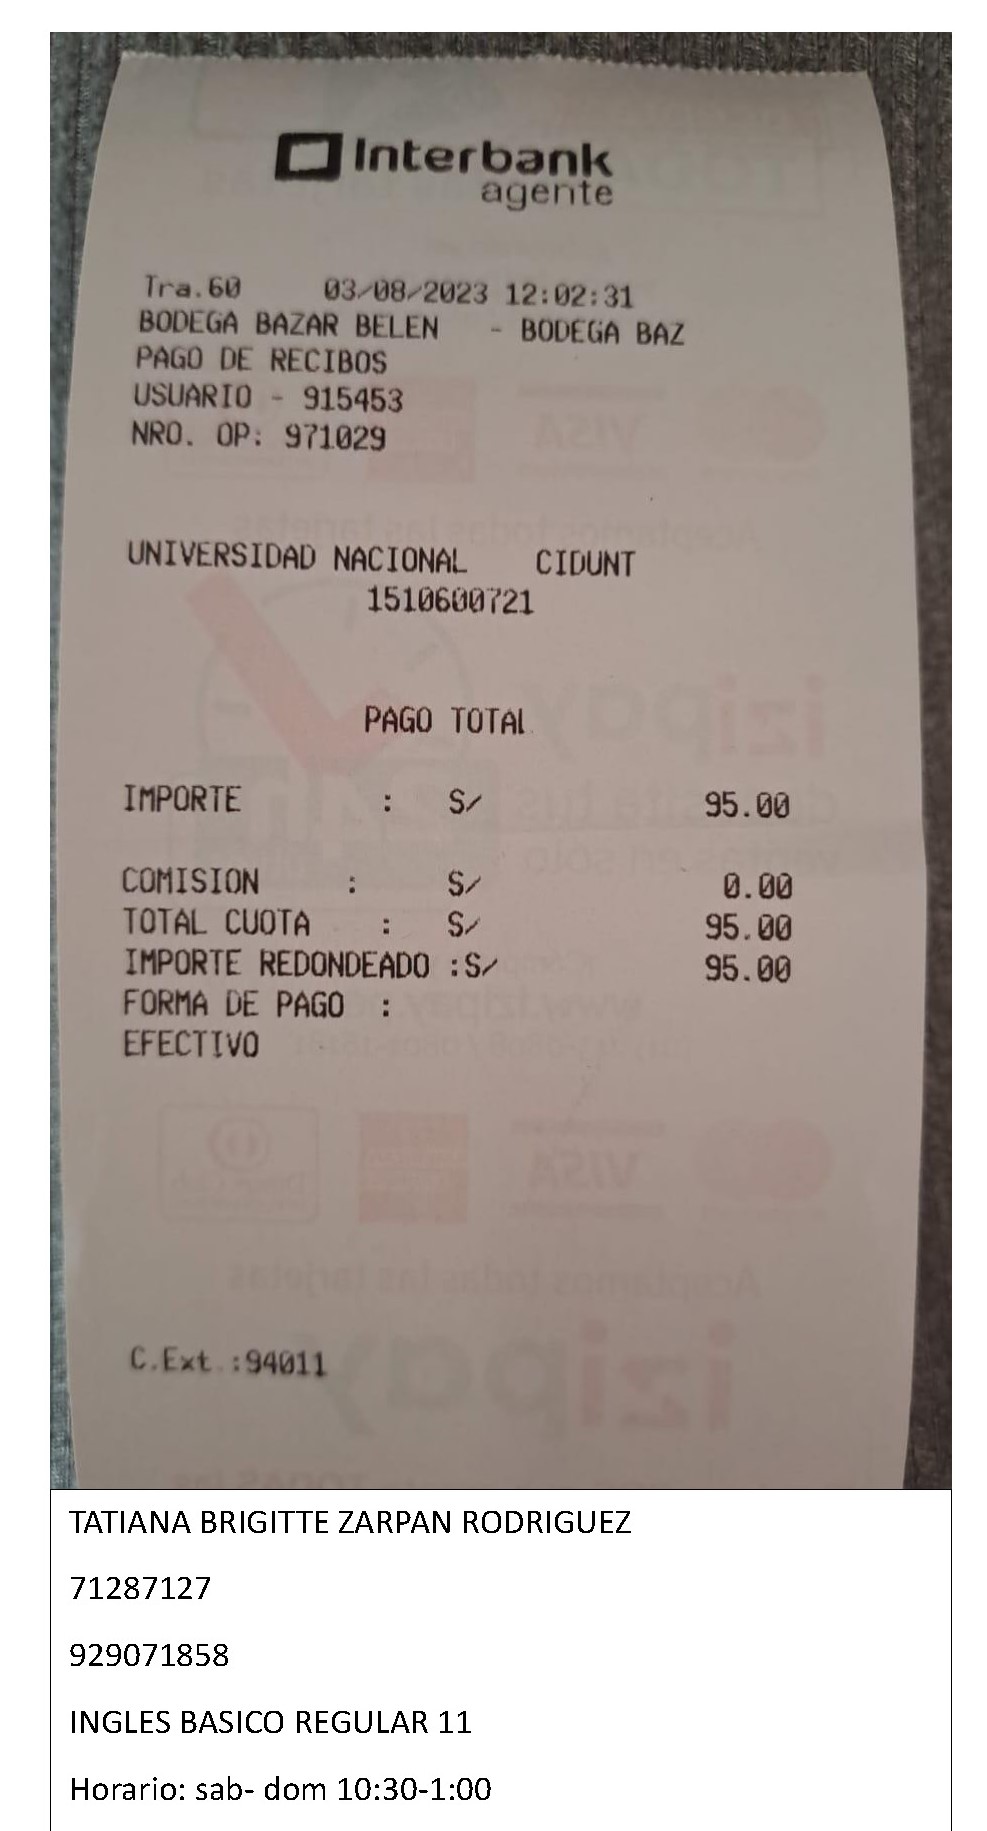 Interbank
agente
Tra.60 03/08/2023 12:02:31
BODEGA BAZAR BELEN - BODEGA BAZ
PAGO DE RECIBOS
USUARIO - 915453
NRO. OP: 971029
UNIVERSIDAD NACIONAL CIDUNT
1510600721
PAGO TOTAL
IMPORTE : S/ 95.00
COMISION : S/ 0.00
TOTAL CUOTA : S/ 95.00
IMPORTE REDONDEADO :S/ 95.00
FORMA DE PAGO :
EFECTIVO
C.Ext.:94011
TATIANA BRIGITTE ZARPAN RODRIGUEZ
71287127
929071858
INGLES BASICO REGULAR 11
Horario: sab- dom 10:30-1:00